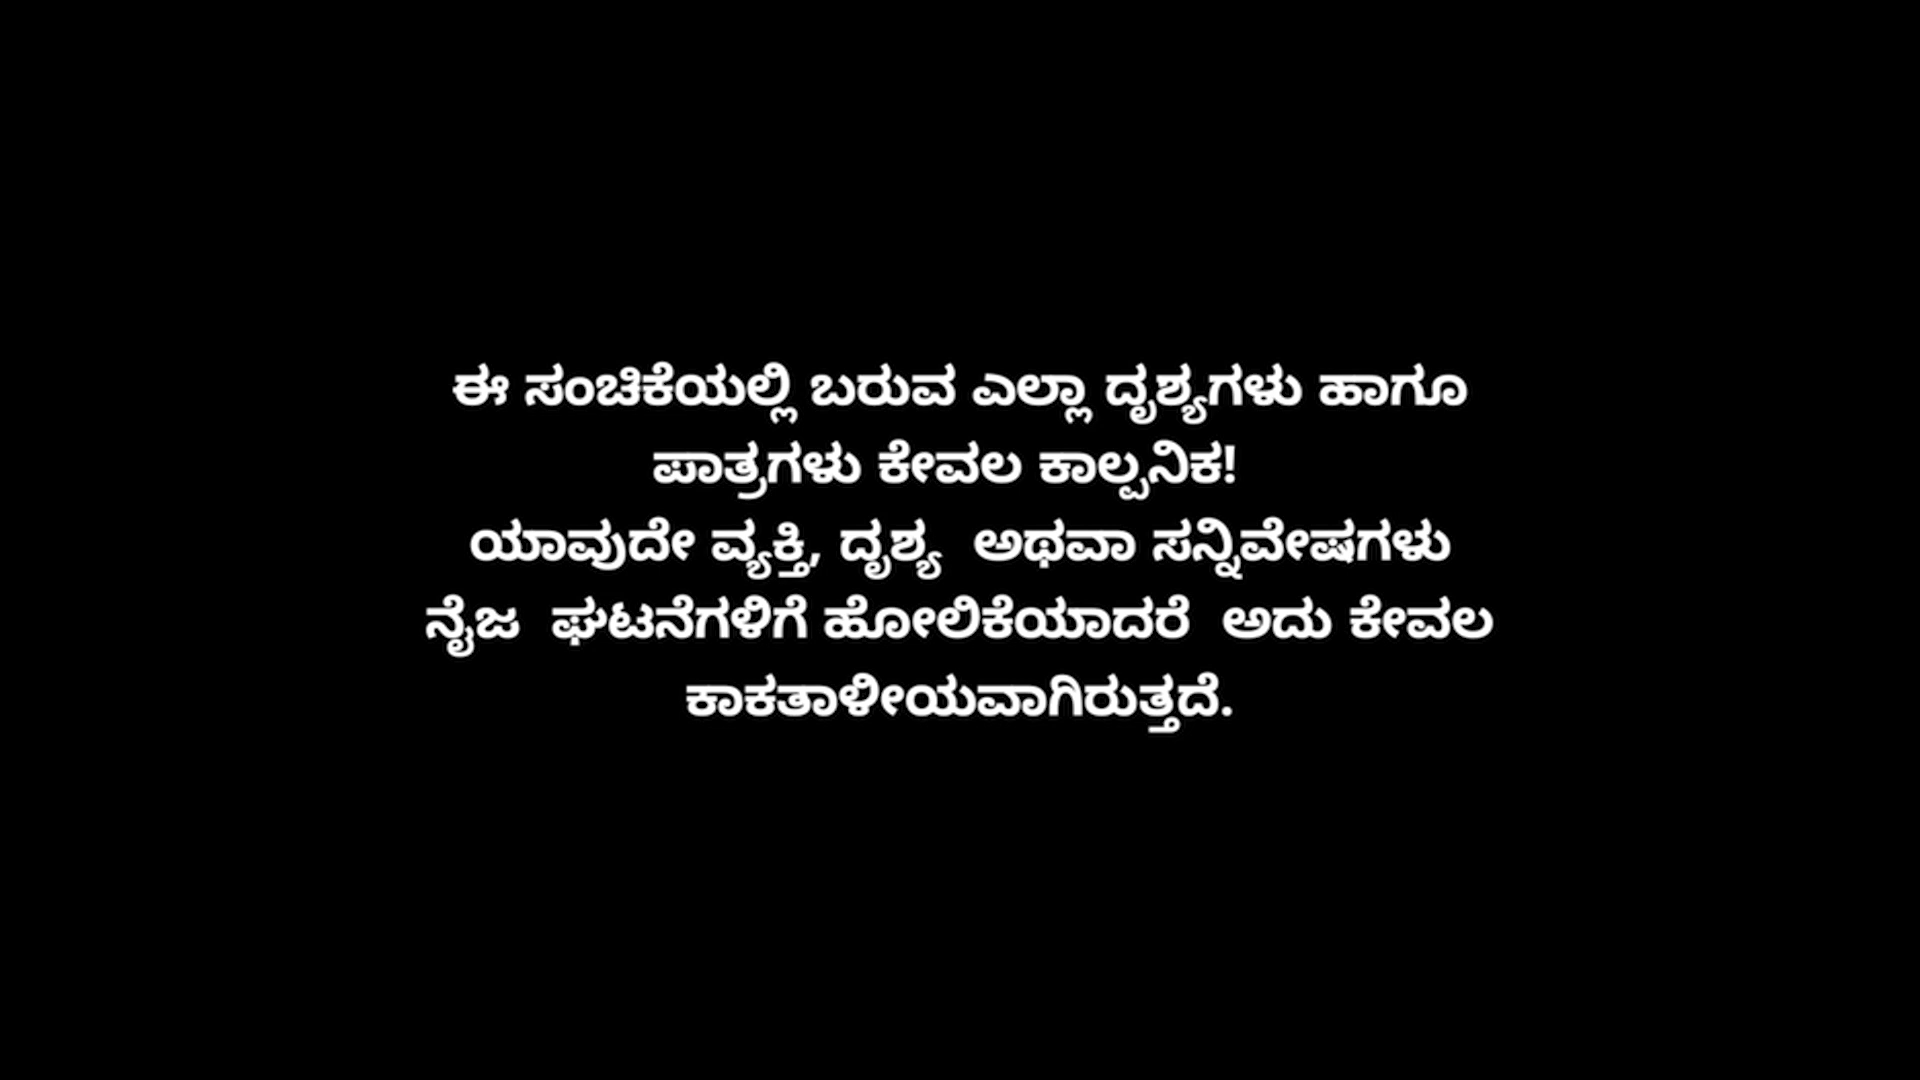 ಈ ಸಂಚಿಕೆಯಲ್ಲಿ ಬರುವ ಎಲ್ಲಾ ದೃಶ್ಯಗಳು ಹಾಗೂ
ಪಾತ್ರಗಳು ಕೇವಲ ಕಾಲ್ಪನಿಕ!
ಯಾವುದೇ ವ್ಯಕ್ತಿ, ದೃಶ್ಯ ಅಥವಾ ಸನ್ನಿವೇಷಗಳು
ನೈಜ ಘಟನೆಗಳಿಗೆ ಹೋಲಿಕೆಯಾದರೆ ಅದು ಕೇವಲ
ಕಾಕತಾಳೀಯವಾಗಿರುತ್ತದೆ.